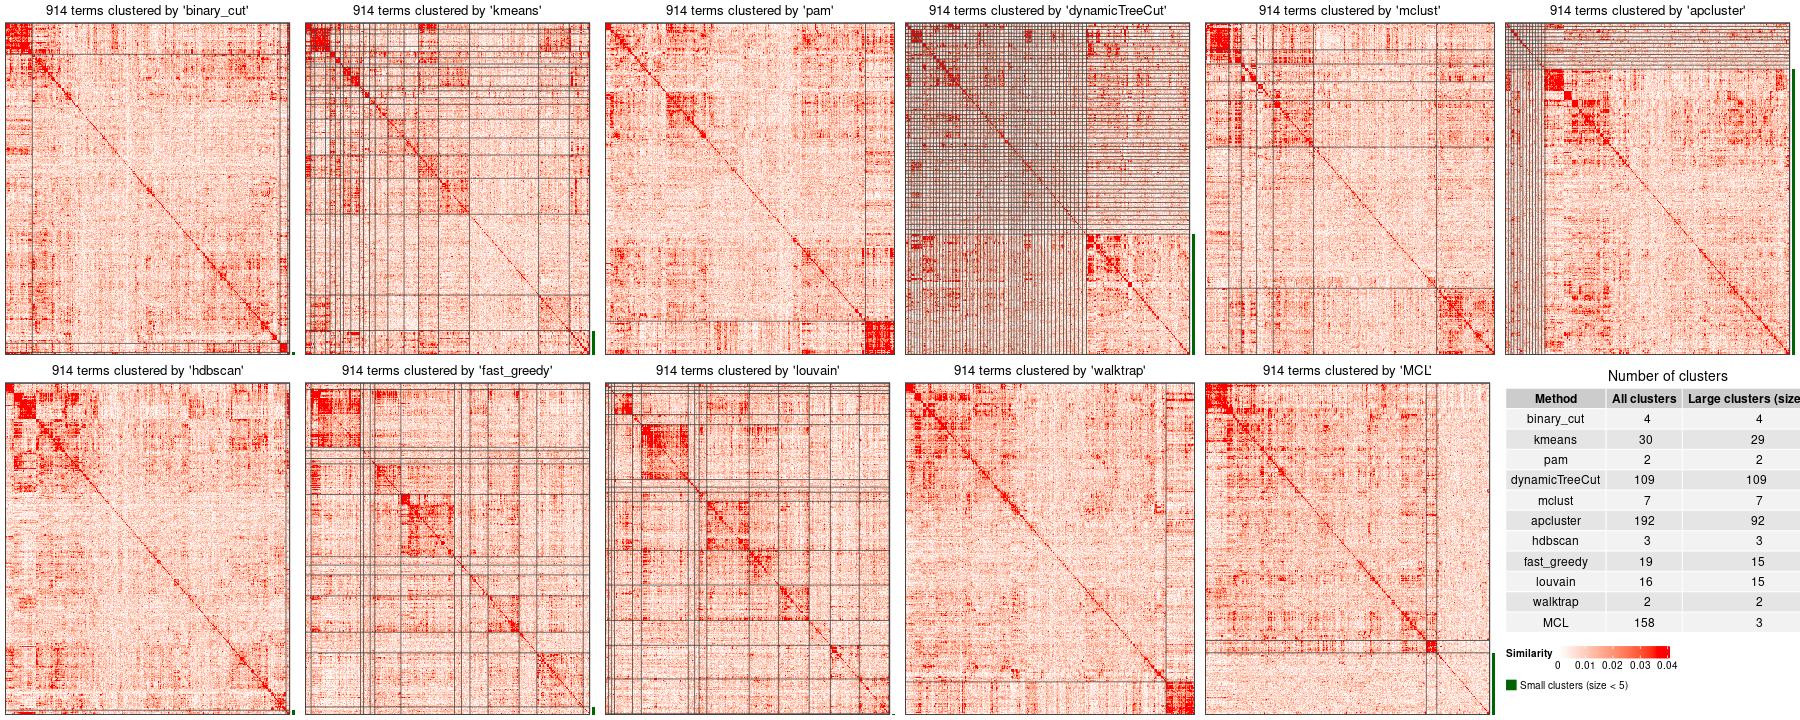 914 terms clustered by 'binary_cut'
914 terms clustered by 'kmeans'
914 terms clustered by 'pam'
914 terms clustered by 'dynamicTreeCut'
914 terms clustered by 'mclust'
914 terms clustered by 'apcluster'
914 terms clustered by 'hdbscan'
914 terms clustered by 'fast_greedy'
914 terms clustered by 'louvain'
914 terms clustered by 'walktrap'
914 terms clustered by 'MCL'
Number of clusters
Method All clusters Large clusters (size
binary_cut 4 4
kmeans 30 29
pam 2 2
dynamicTreeCut 109 109
mclust 7 7
apcluster 192 92
hdbscan 3 3
fast_greedy 19 15
louvain 16 15
walktrap 2 2
MCL 158 3
Similarity
0 0.01 0.02 0.03 0.04
Small clusters (size < 5)